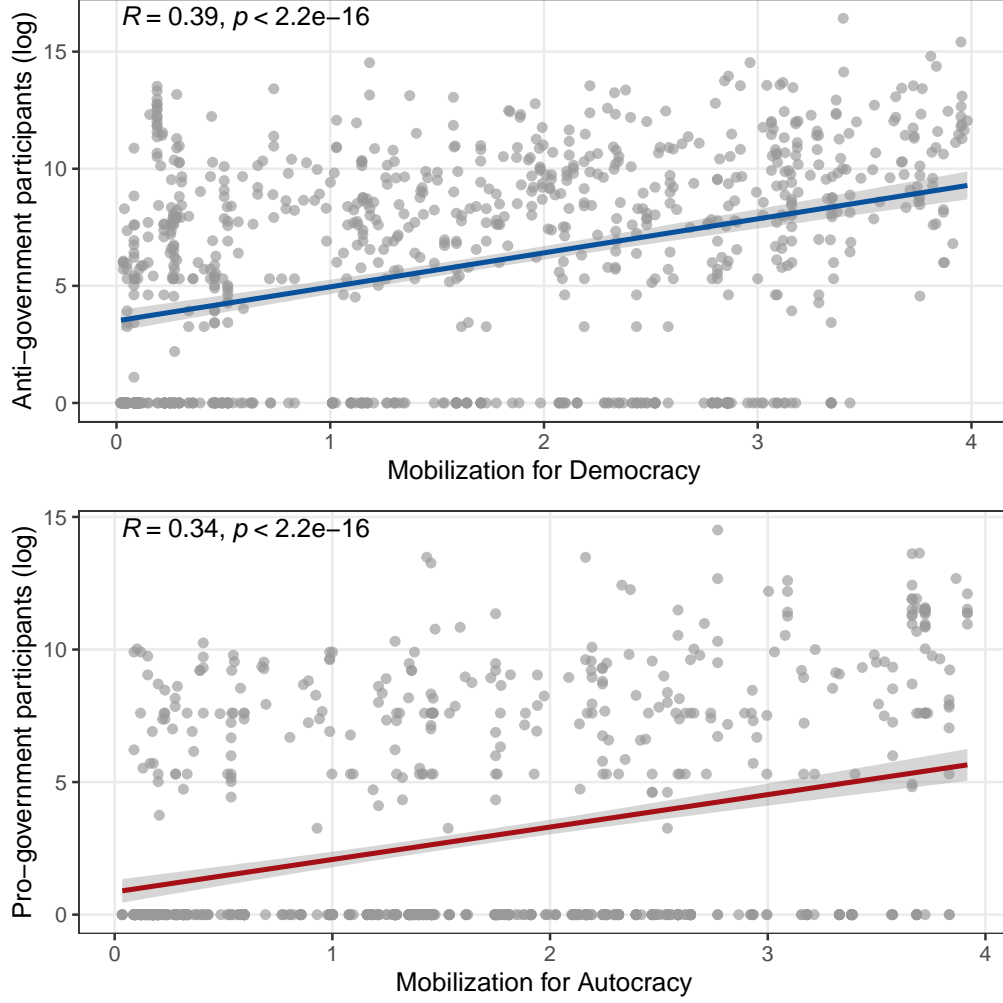 R = 0.39, p < 2.2e−16
Anti−government participants (log)
15
10
5
0
0 1 2 3 4
Mobilization for Democracy
R = 0.34, p < 2.2e−16
Pro−government participants (log)
15
10
5
0
0 1 2 3 4
Mobilization for Autocracy